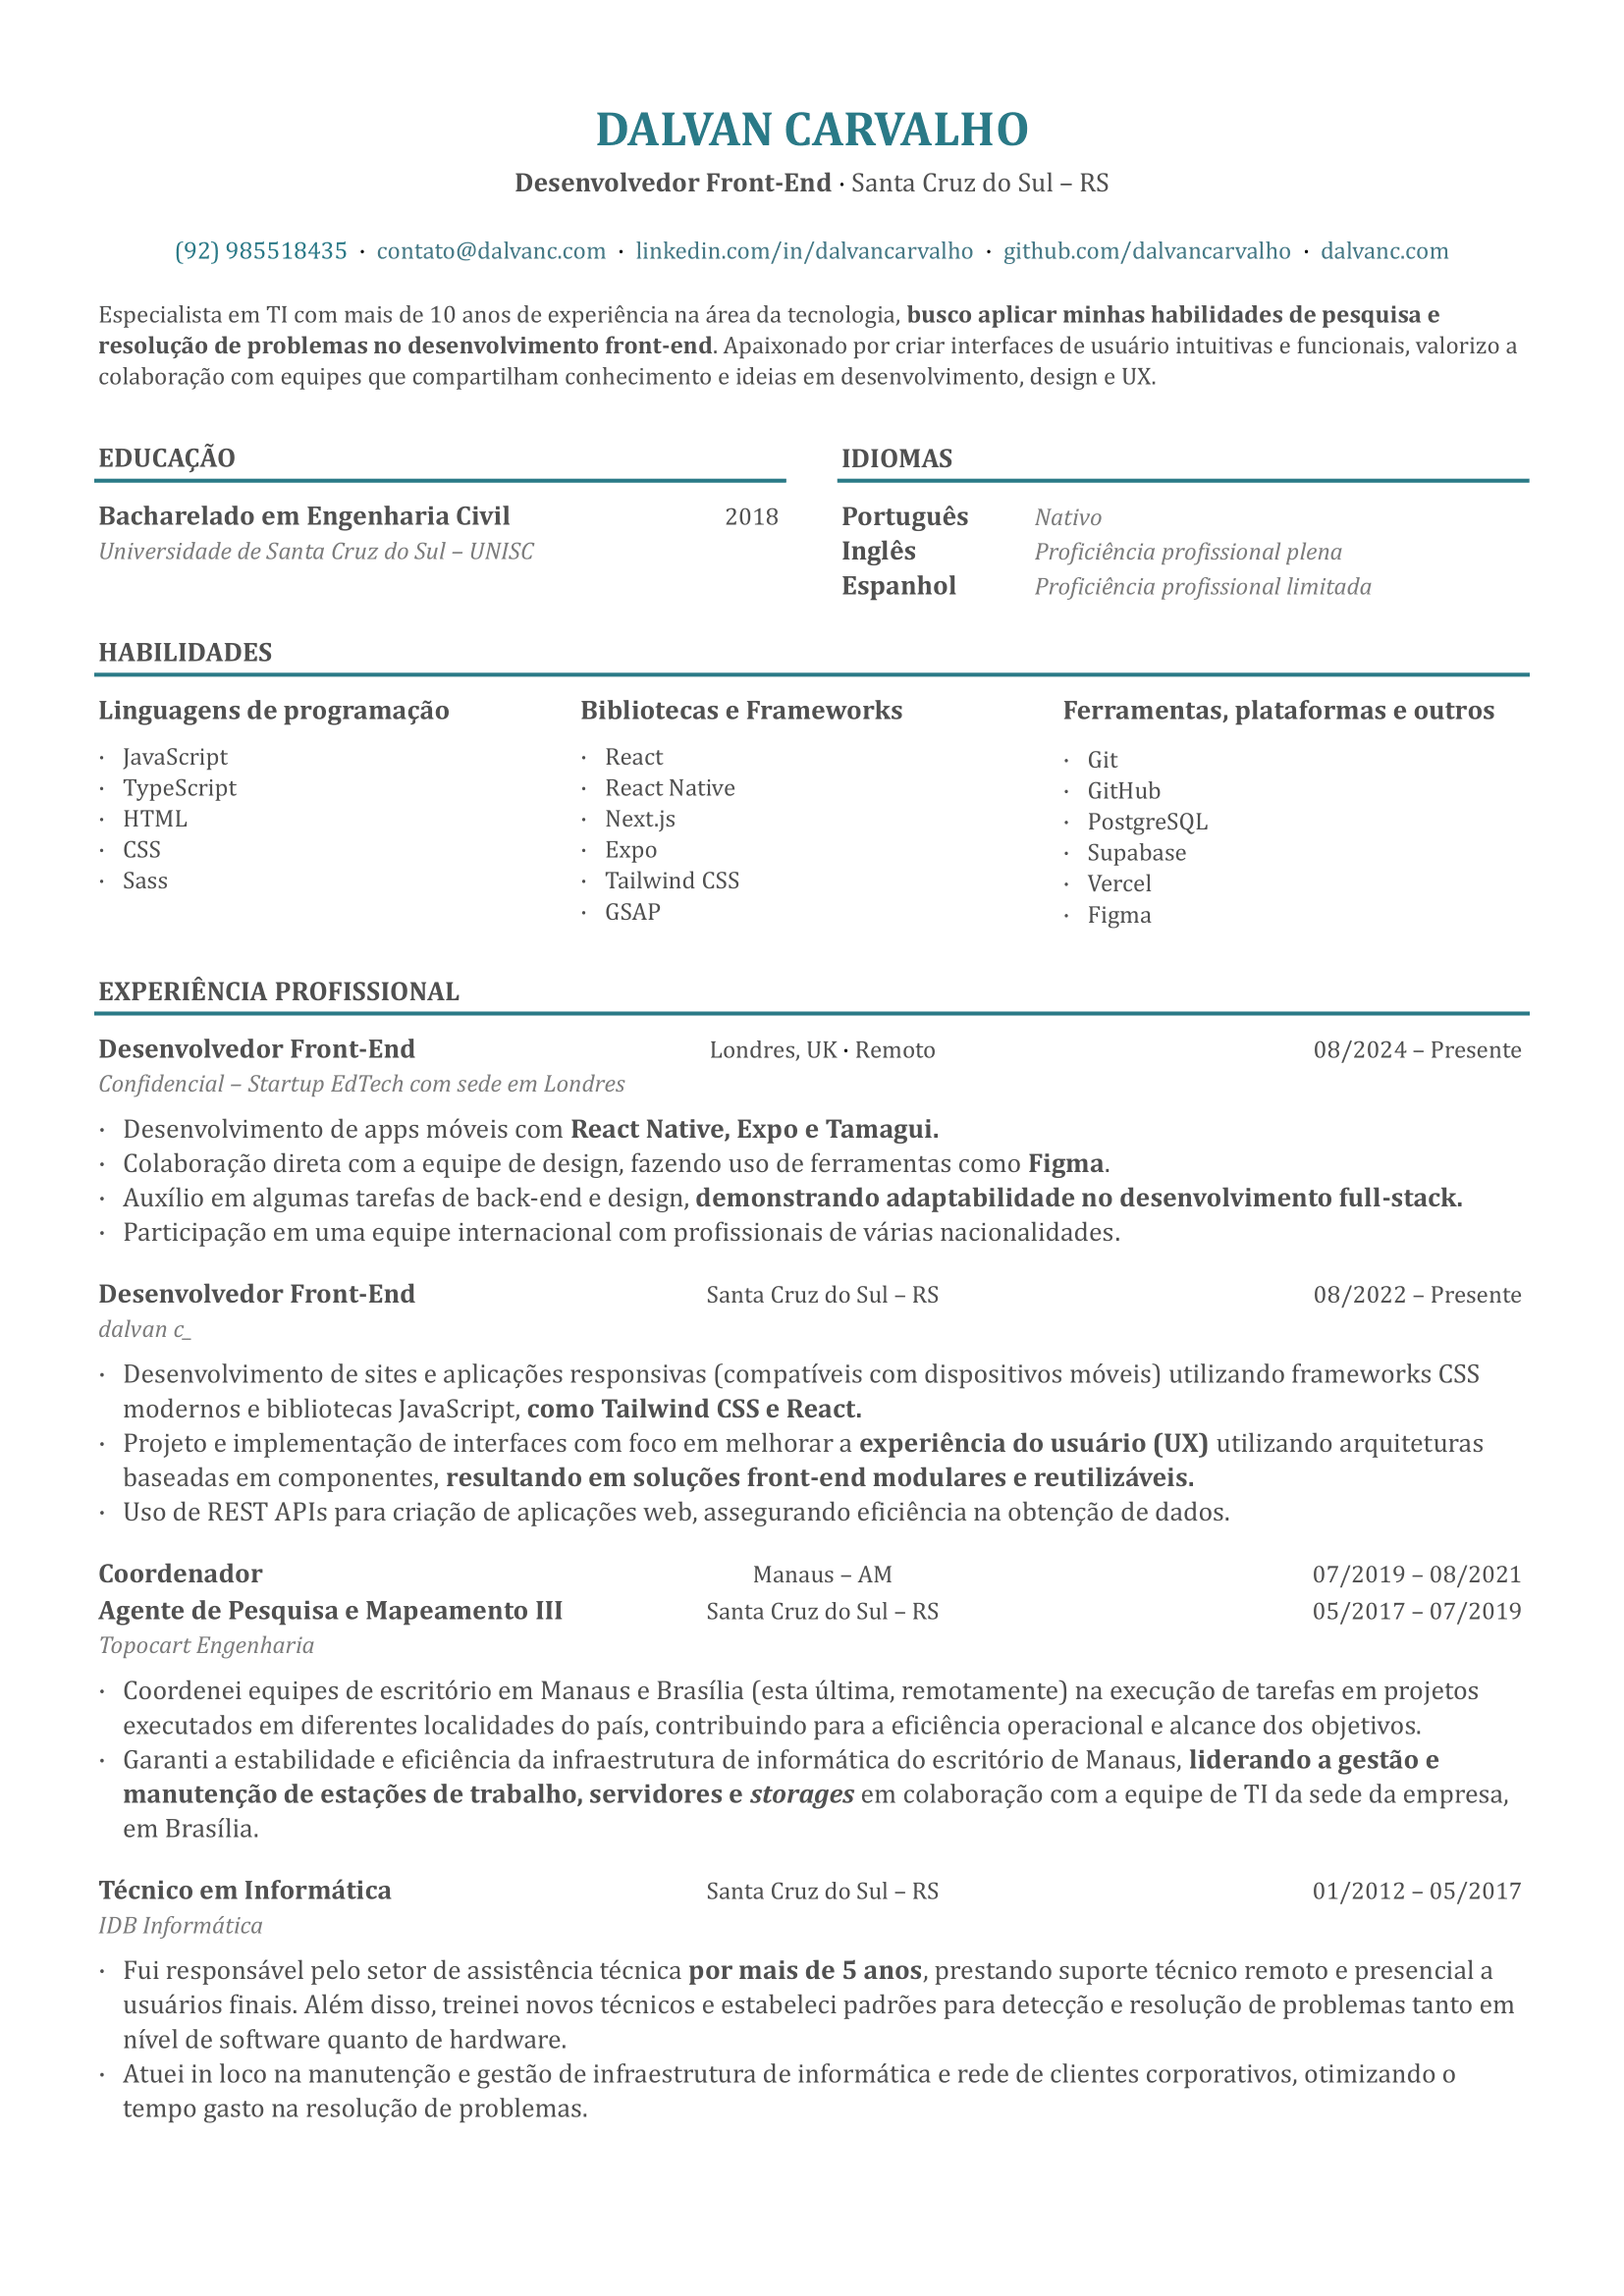 DALVAN CARVALHO
Desenvolvedor Front-End · Santa Cruz do Sul – RS
(92) 985518435 · contato@dalvanc.com · linkedin.com/in/dalvancarvalho · github.com/dalvancarvalho · dalvanc.com
Especialista em TI com mais de 10 anos de experiência na área da tecnologia, busco aplicar minhas habilidades de pesquisa e
resolução de problemas no desenvolvimento front-end. Apaixonado por criar interfaces de usuário intuitivas e funcionais, valorizo a
colaboração com equipes que compartilham conhecimento e ideias em desenvolvimento, design e UX.
EDUCAÇÃO
Bacharelado em Engenharia Civil 2018
Universidade de Santa Cruz do Sul – UNISC
IDIOMAS
Português Nativo
Inglês Proficiência profissional plena
Espanhol Proficiência profissional limitada
HABILIDADES
Linguagens de programação
· JavaScript
· TypeScript
· HTML
· CSS
· Sass
Bibliotecas e Frameworks
· React
· React Native
· Next.js
· Expo
· Tailwind CSS
· GSAP
Ferramentas, plataformas e outros
· Git
· GitHub
· PostgreSQL
· Supabase
· Vercel
· Figma
EXPERIÊNCIA PROFISSIONAL
Desenvolvedor Front-End Londres, UK · Remoto 08/2024 – Presente
Confidencial – Startup EdTech com sede em Londres
· Desenvolvimento de apps móveis com React Native, Expo e Tamagui.
· Colaboração direta com a equipe de design, fazendo uso de ferramentas como Figma.
· Auxílio em algumas tarefas de back-end e design, demonstrando adaptabilidade no desenvolvimento full-stack.
· Participação em uma equipe internacional com profissionais de várias nacionalidades.
Desenvolvedor Front-End Santa Cruz do Sul – RS 08/2022 – Presente
dalvan c_
· Desenvolvimento de sites e aplicações responsivas (compatíveis com dispositivos móveis) utilizando frameworks CSS
modernos e bibliotecas JavaScript, como Tailwind CSS e React.
· Projeto e implementação de interfaces com foco em melhorar a experiência do usuário (UX) utilizando arquiteturas
baseadas em componentes, resultando em soluções front-end modulares e reutilizáveis.
· Uso de REST APIs para criação de aplicações web, assegurando eficiência na obtenção de dados.
Coordenador Manaus – AM 07/2019 – 08/2021
Agente de Pesquisa e Mapeamento III Santa Cruz do Sul – RS 05/2017 – 07/2019
Topocart Engenharia
· Coordenei equipes de escritório em Manaus e Brasília (esta última, remotamente) na execução de tarefas em projetos
executados em diferentes localidades do país, contribuindo para a eficiência operacional e alcance dos objetivos.
· Garanti a estabilidade e eficiência da infraestrutura de informática do escritório de Manaus, liderando a gestão e
manutenção de estações de trabalho, servidores e storages em colaboração com a equipe de TI da sede da empresa,
em Brasília.
Técnico em Informática Santa Cruz do Sul – RS 01/2012 – 05/2017
IDB Informática
· Fui responsável pelo setor de assistência técnica por mais de 5 anos, prestando suporte técnico remoto e presencial a
usuários finais. Além disso, treinei novos técnicos e estabeleci padrões para detecção e resolução de problemas tanto em
nível de software quanto de hardware.
· Atuei in loco na manutenção e gestão de infraestrutura de informática e rede de clientes corporativos, otimizando o
tempo gasto na resolução de problemas.